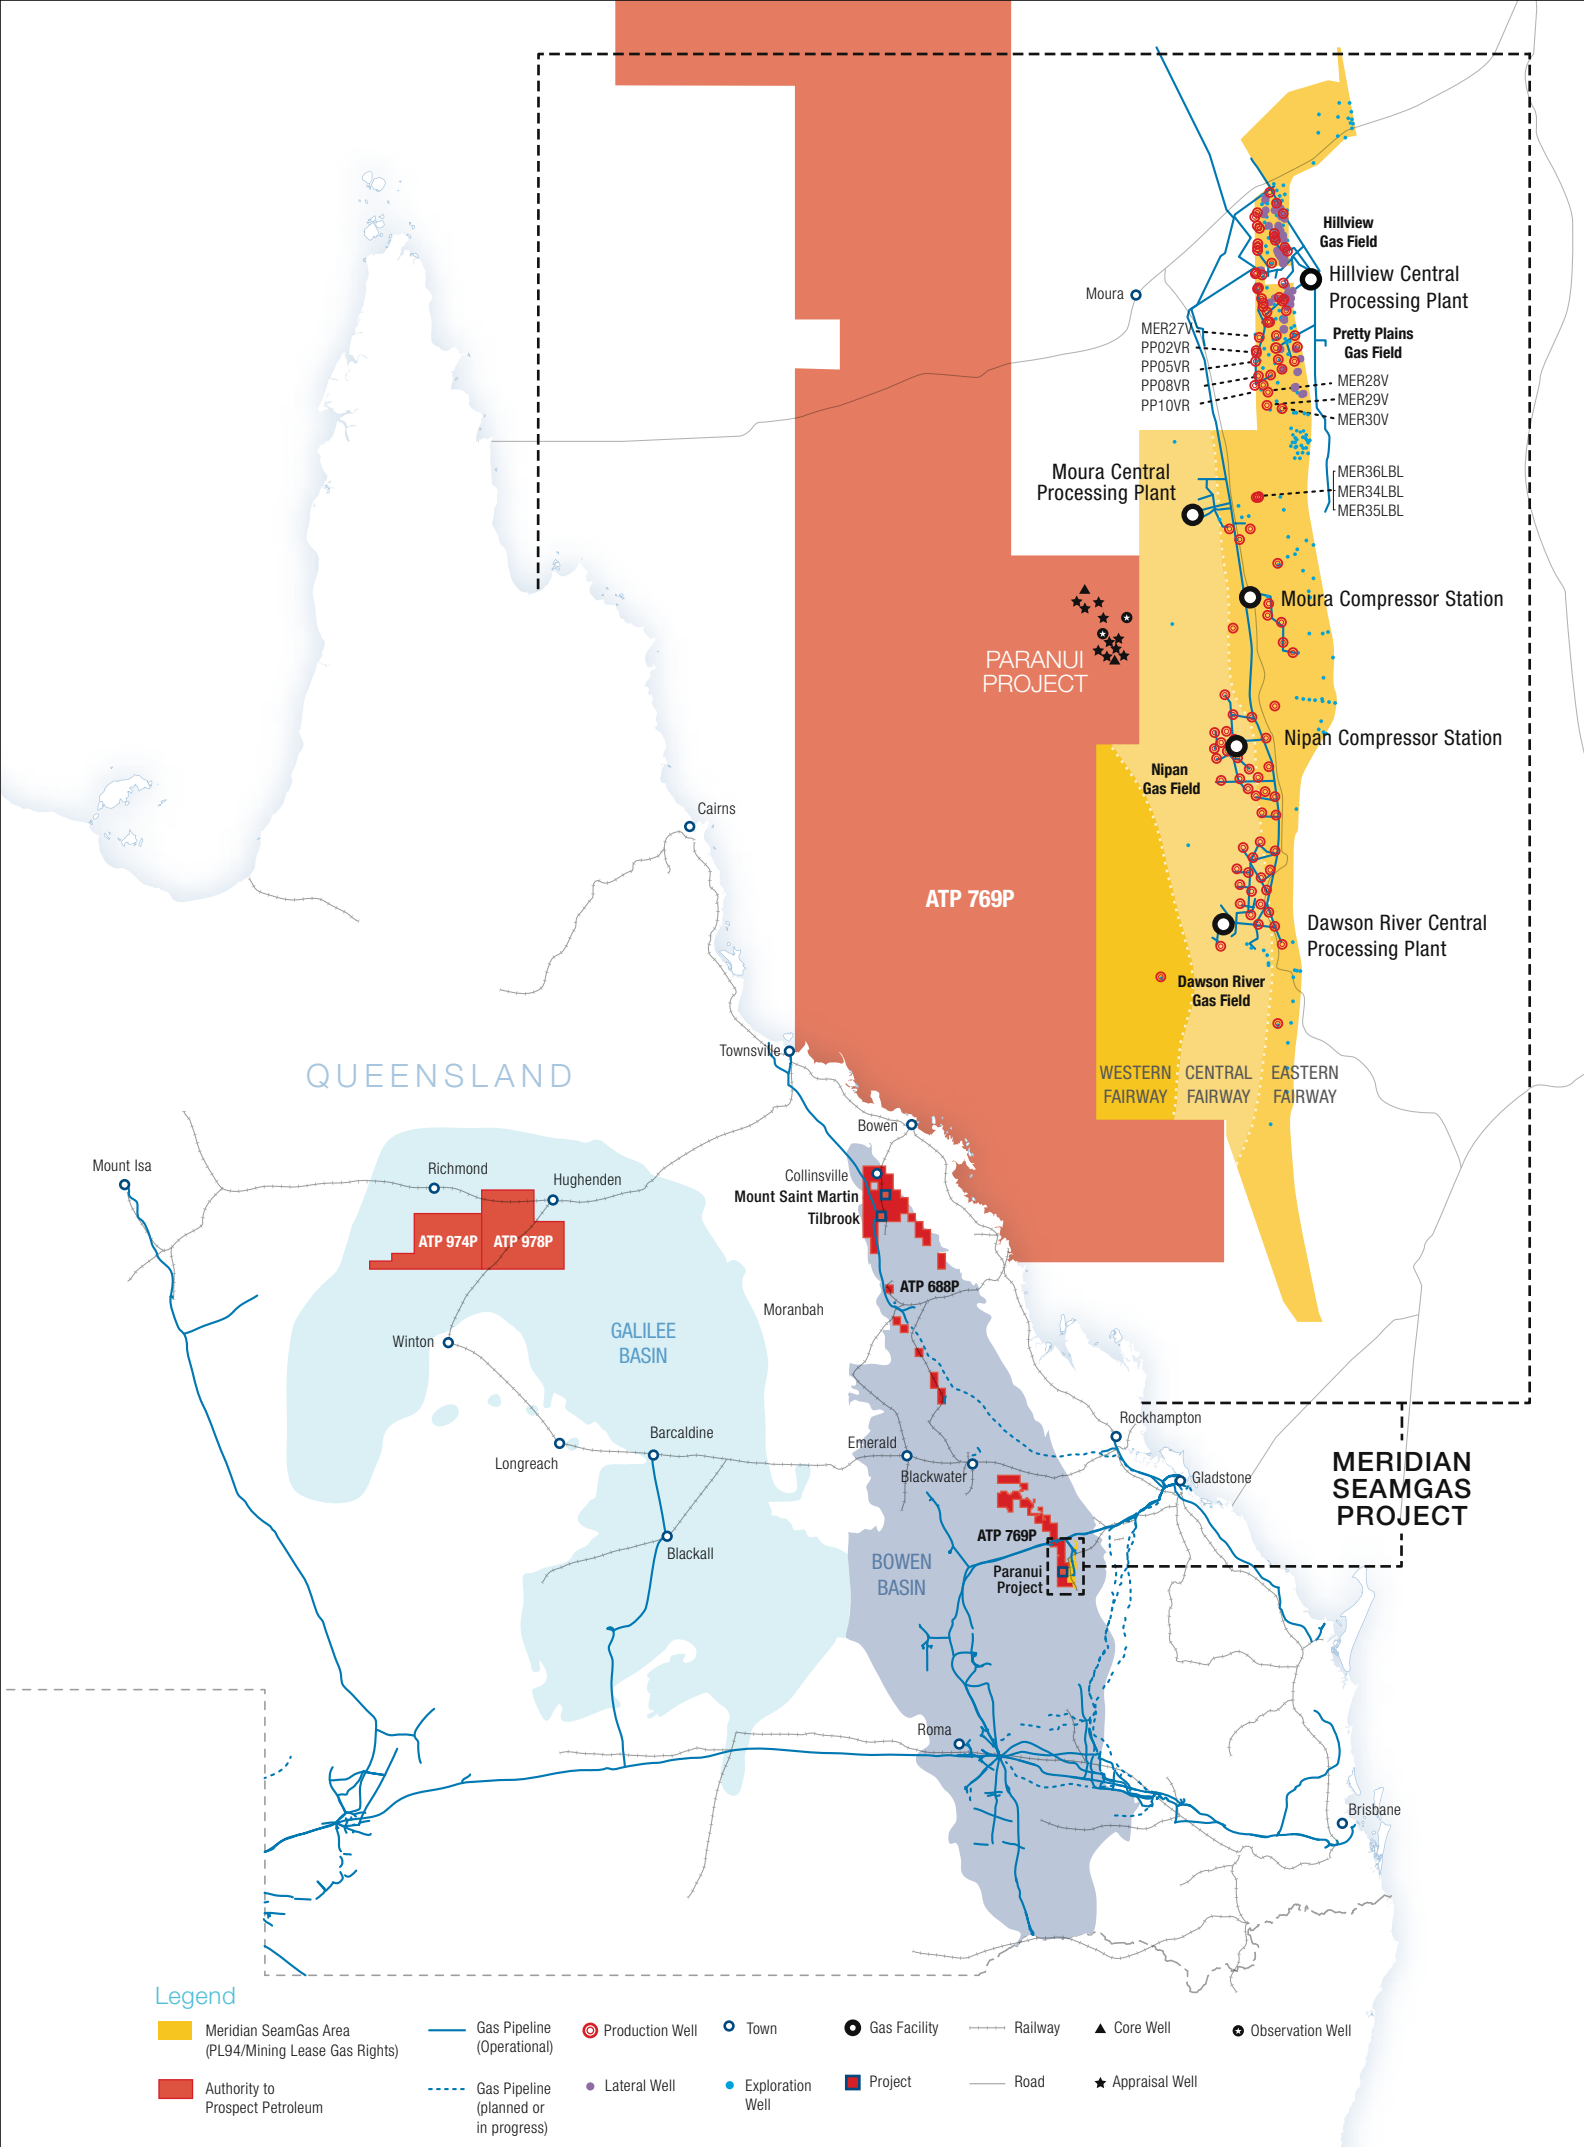 Hillview
Gas Field
Hillview Central
Processing Plant
Moura
MER27V
PP02VR
PP05VR
PP08VR
PP10VR
Pretty Plains
Gas Field
MER28V
MER29V
MER30V
Moura Central
Processing Plant
MER36LBL
MER34LBL
MER35LBL
Moura Compressor Station
PARANUI
PROJECT
Nipan Compressor Station
Nipan
Gas Field
Cairns
ATP 769P
Dawson River Central
Processing Plant
Dawson River
Gas Field
Townsville
QUEENSLAND
WESTERN
FAIRWAY
CENTRAL
FAIRWAY
EASTERN
FAIRWAY
Bowen
Mount Isa
Richmond
Hughenden
Collinsville
Mount Saint Martin
Tilbrook
ATP 974P
ATP 978P
ATP 688P
Moranbah
Winton
GALILEE
BASIN
Rockhampton
Barcaldine
Emerald
Longreach
Blackwater
Gladstone
MERIDIAN
SEAMGAS
PROJECT
ATP 769P
Blackall
BOWEN
BASIN
Paranui
Project
Roma
Brisbane
Legend
Meridian SeamGas Area
(PL94/Mining Lease Gas Rights)
Authority to
Prospect Petroleum
Gas Pipeline
(Operational)
Gas Pipeline
(planned or
in progress)
Production Well
Lateral Well
Town
Exploration
Well
Gas Facility
Project
Railway
Road
Core Well
Appraisal Well
Observation Well